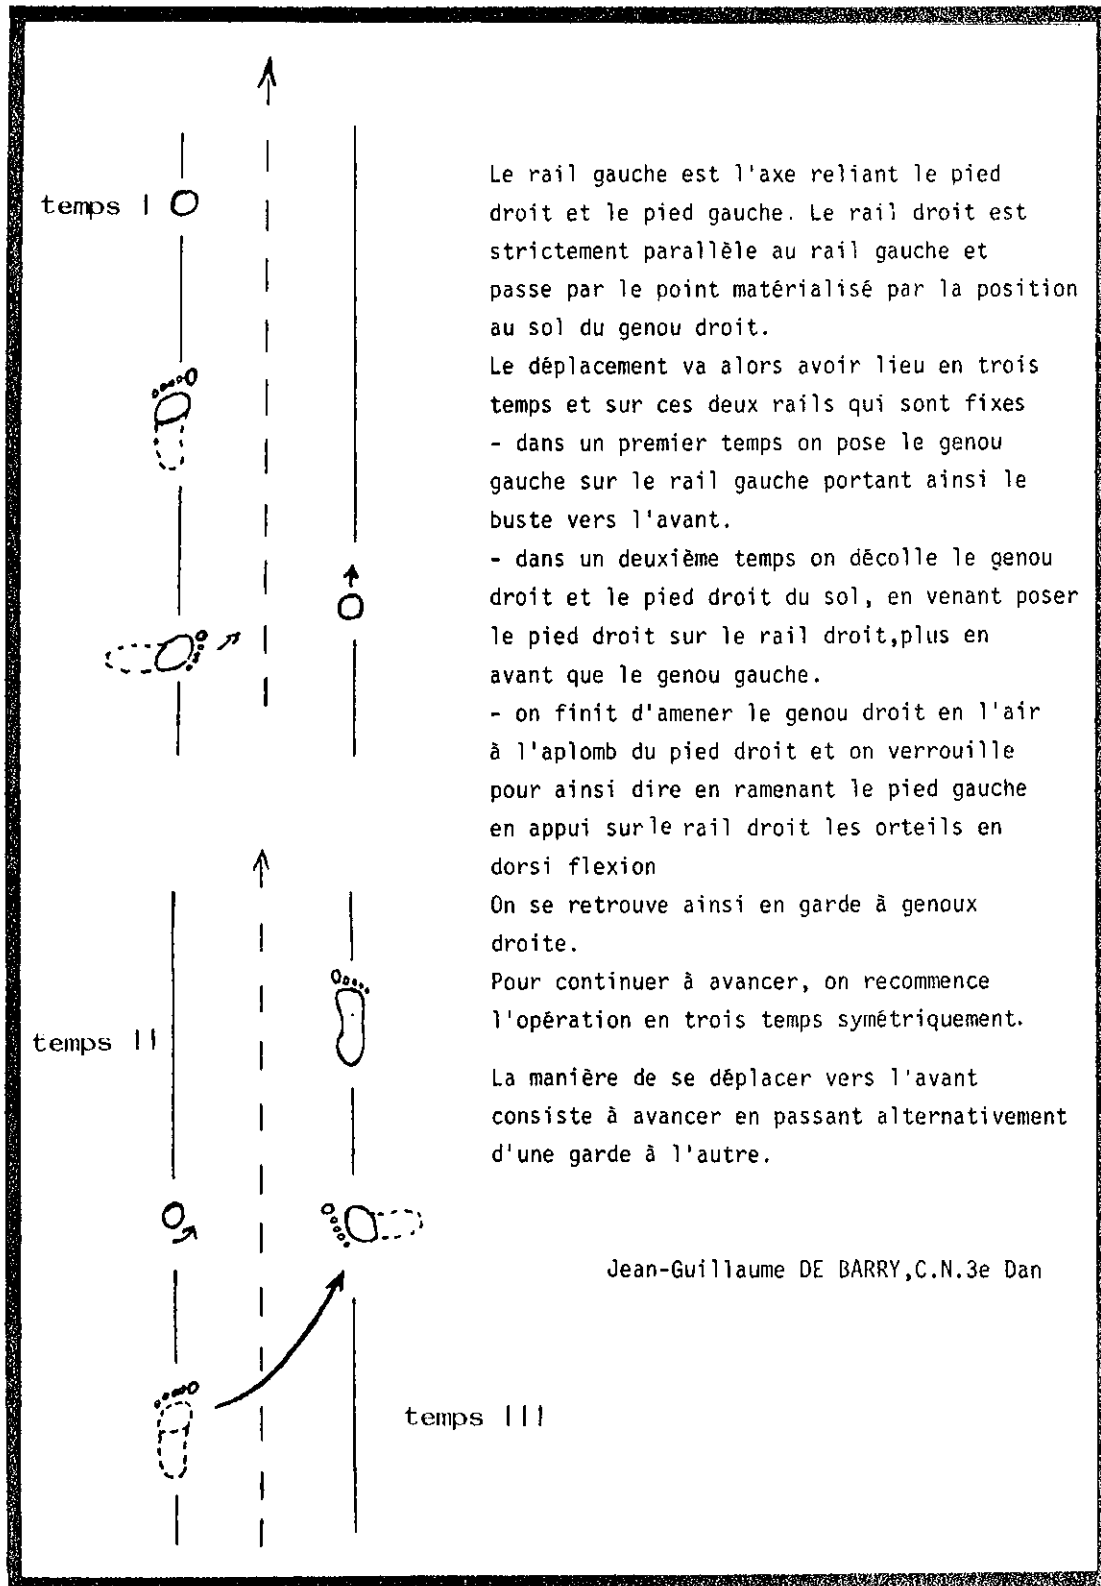 temps I
Le rail gauche est l'axe reliant le pied
droit et le pied gauche. Le rail droit est
strictement parallèle au rail gauche et
passe par le point matérialisé par la position
au sol du genou droit.
Le déplacement va alors avoir lieu en trois
temps et sur ces deux rails qui sont fixes
- dans un premier temps on pose le genou
gauche sur le rail gauche portant ainsi le
buste vers l'avant.
- dans un deuxième temps on décolle le genou
droit et le pied droit du sol, en venant poser
le pied droit sur le rail droit,plus en
avant que le genou gauche.
- on finit d'amener le genou droit en l'air
à l'aplomb du pied droit et on verrouille
pour ainsi dire en ramenant le pied gauche
en appui sur le rail droit les orteils en
dorsi flexion
On se retrouve ainsi en garde à genoux
droite.
Pour continuer à avancer, on recommence
l'opération en trois temps symétriquement.
temps II
La manière de se déplacer vers l'avant
consiste à avancer en passant alternativement
d'une garde à l'autre.
Jean-Guillaume DE BARRY,C.N.3e Dan
temps III